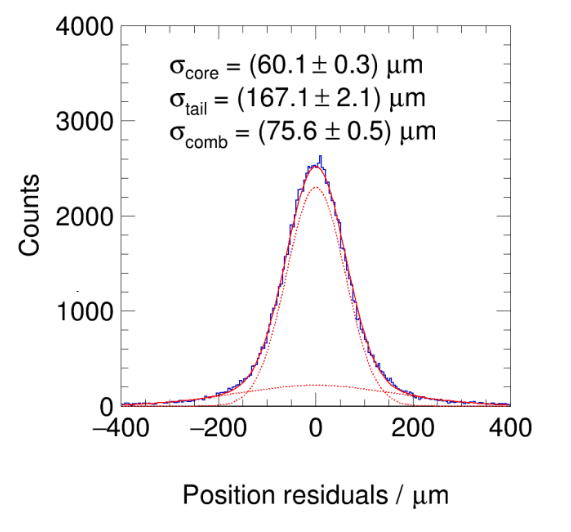 4000
σcore = (60.1 ± 0.3) μm
σtail = (167.1 ± 2.1) μm
3000
σcomb = (75.6 ± 0.5) μm
Counts
2000
1000
0
−400 −200 0 200 400
Position residuals / μm